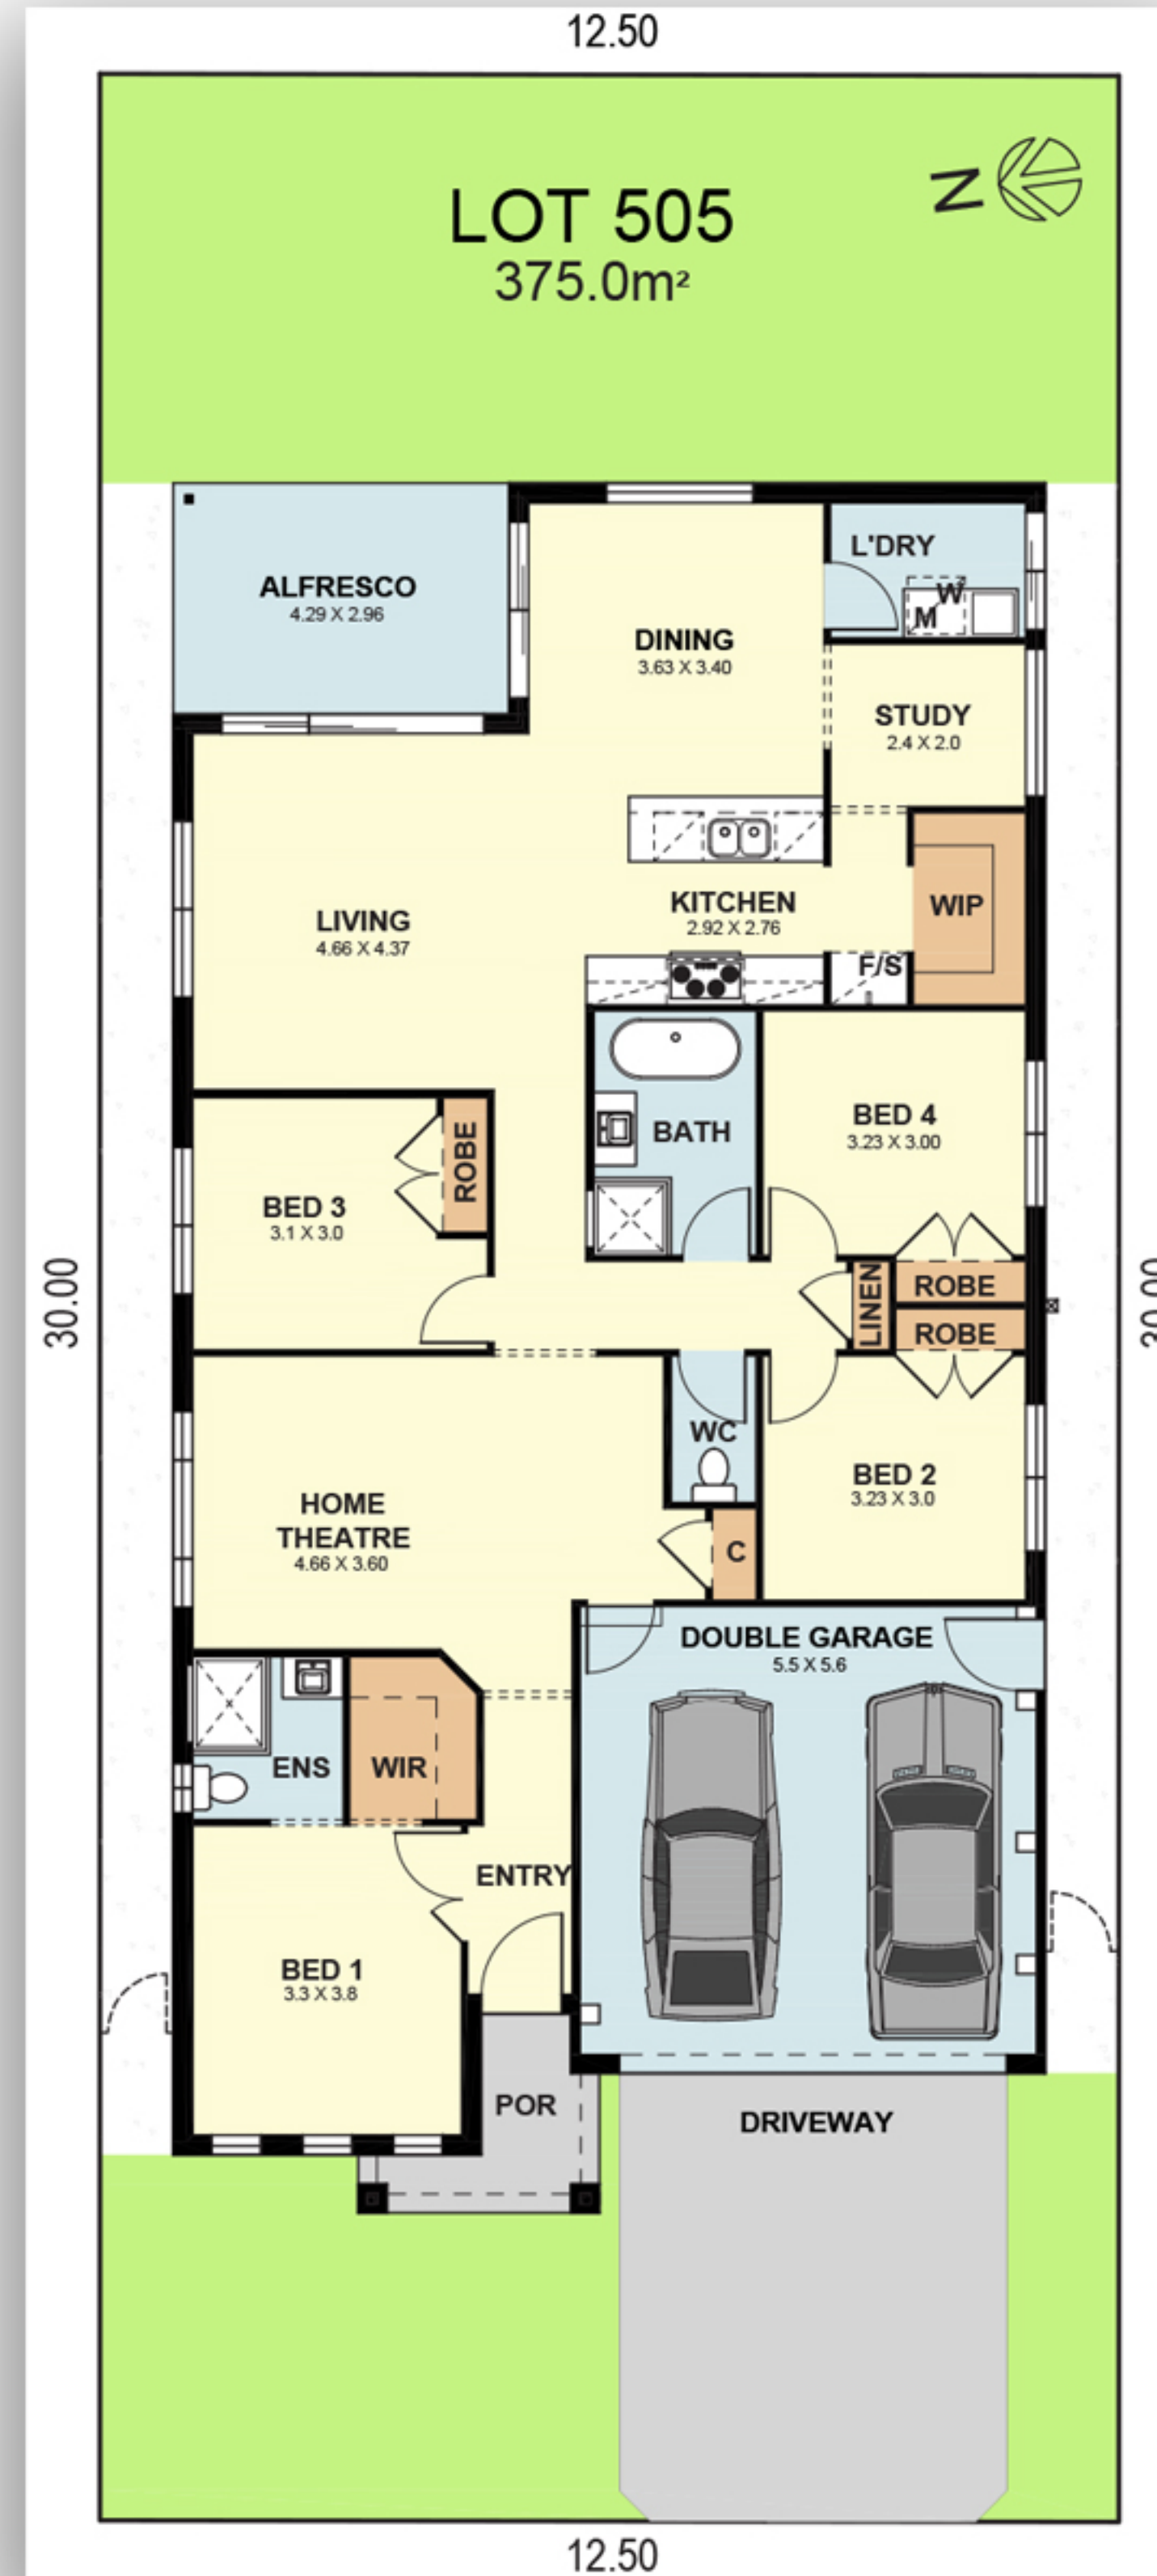 12.50
LOT 505
375.0m²
N
ALFRESCO
4.29 X 2.96
DINING
3.63 X 3.40
L'DRY
W
M
STUDY
2.4 X 2.0
LIVING
4.66 X 4.37
KITCHEN
2.92 X 2.76
WIP
F/S
BATH
BED 4
3.23 X 3.00
ROBE
BED 3
3.1 X 3.0
30.00
30.00
LINEN
ROBE
ROBE
WC
BED 2
3.23 X 3.0
HOME
THEATRE
4.66 X 3.60
C
DOUBLE GARAGE
5.5 X 5.6
ENS
WIR
ENTRY
BED 1
3.3 X 3.8
POR
DRIVEWAY
12.50